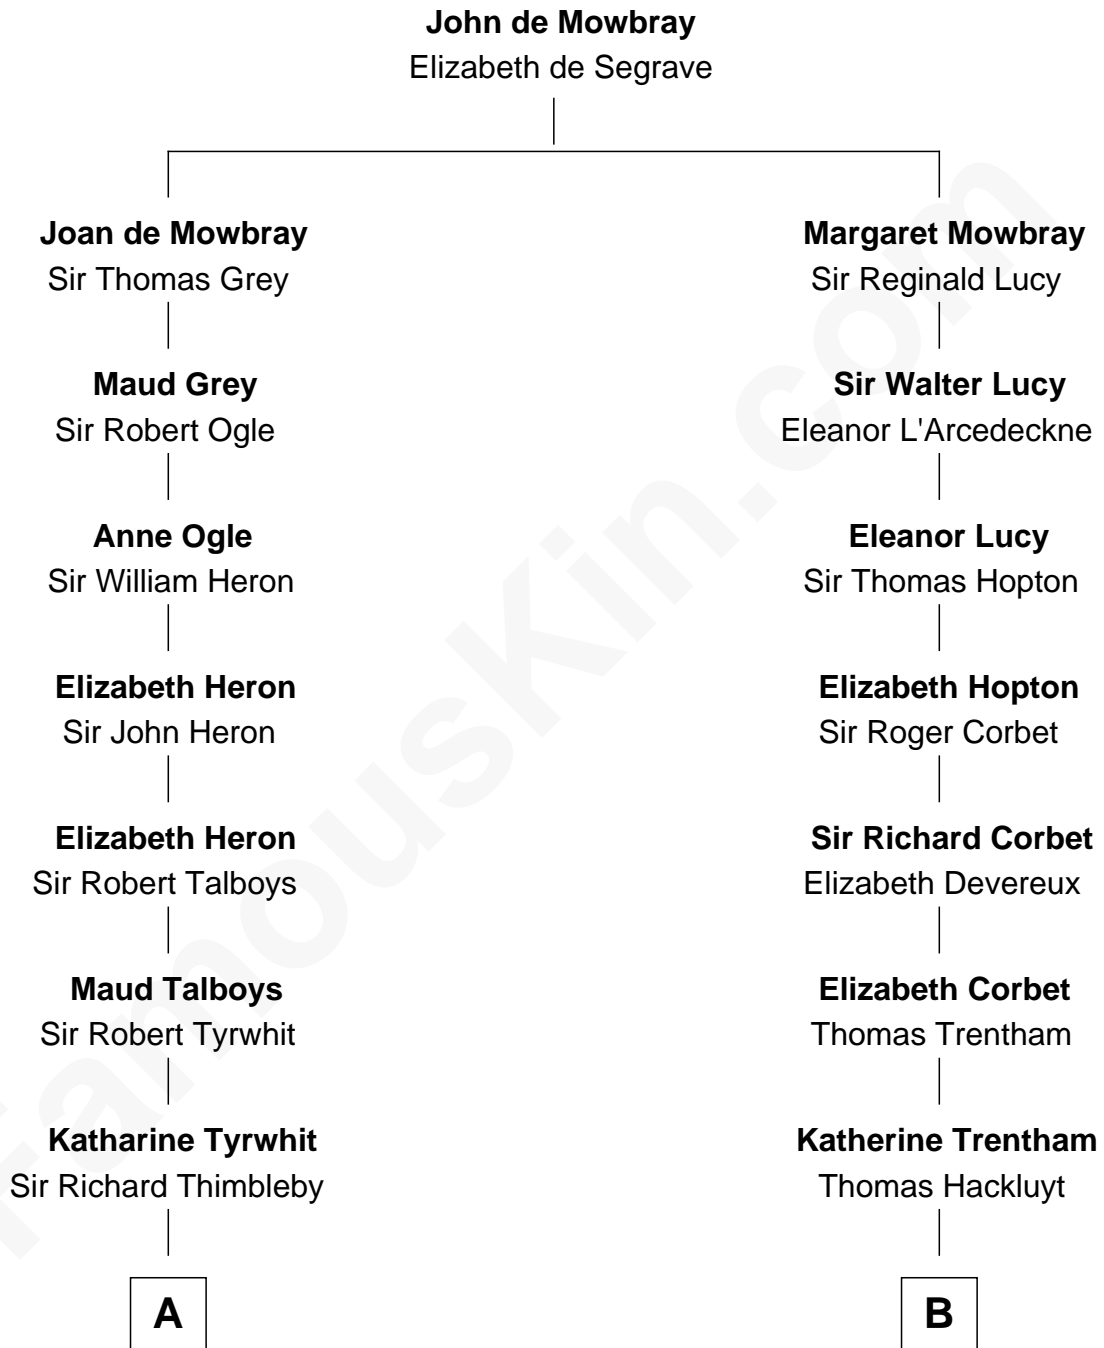 John de Mowbray
Elizabeth de Segrave
Joan de Mowbray
Sir Thomas Grey
Margaret Mowbray
Sir Reginald Lucy
Maud Grey
Sir Robert Ogle
Sir Walter Lucy
Eleanor L'Arcedeckne
Anne Ogle
Sir William Heron
Eleanor Lucy
Sir Thomas Hopton
Elizabeth Heron
Sir John Heron
Elizabeth Hopton
Sir Roger Corbet
Elizabeth Heron
Sir Robert Talboys
Sir Richard Corbet
Elizabeth Devereux
Maud Talboys
Sir Robert Tyrwhit
Elizabeth Corbet
Thomas Trentham
Katharine Tyrwhit
Sir Richard Thimbleby
Katherine Trentham
Thomas Hackluyt
A
B
FamousKin.com